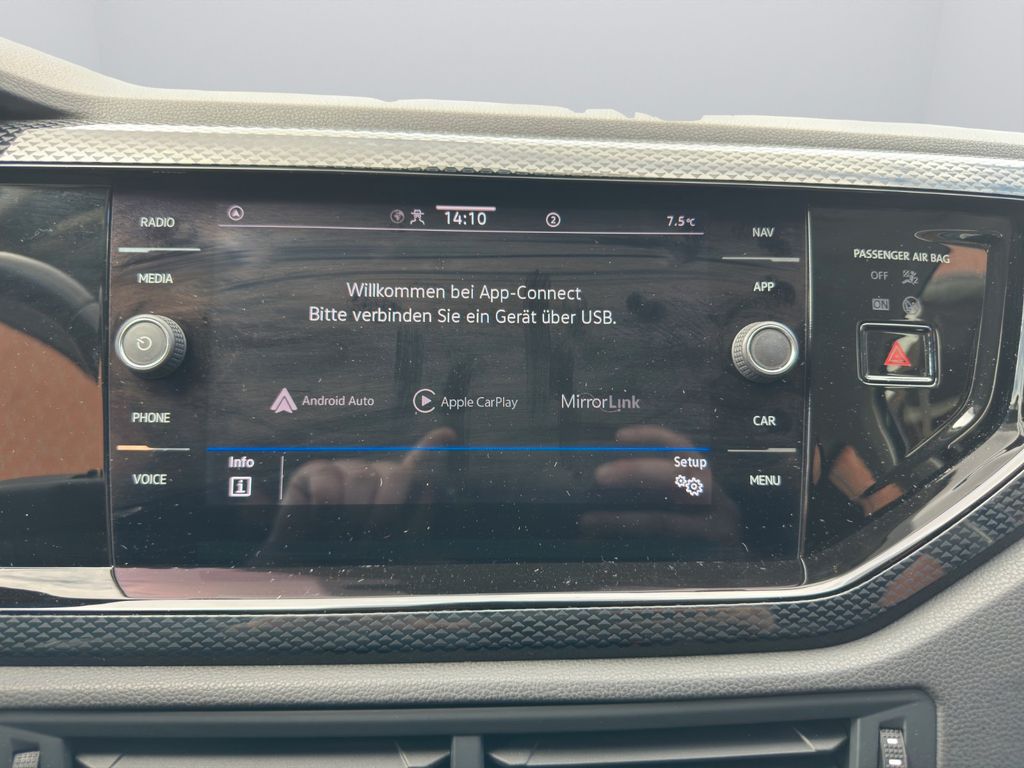 RADIO
MEDIA
PHONE
VOICE
14:10
2
7.5°C
Willkommen bei App-Connect
Bitte verbinden Sie ein Gerät über USB.
Android Auto
Apple CarPlay
MirrorLink
Info
i
Setup
NAV
APP
CAR
MENU
PASSENGER AIR BAG
OFF
ON